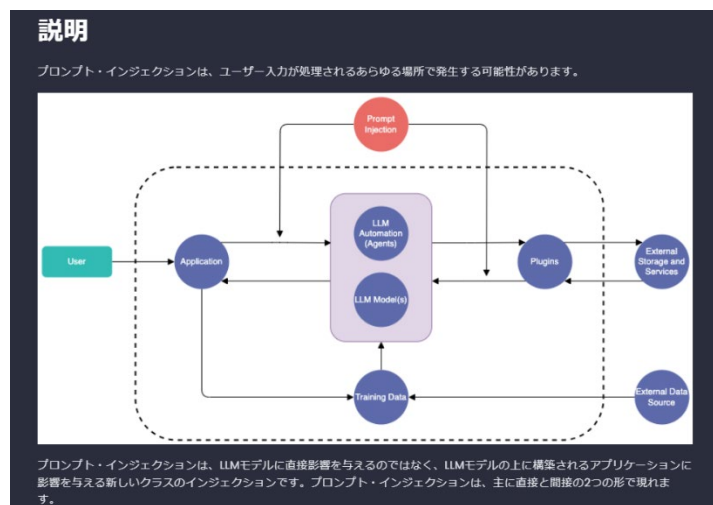 説明
プロンプト・インジェクションは、ユーザー入力が処理されるあらゆる場所で発生する可能性があります。
Prompt
Injection
LLM
Automation
(Agents)
User
Application
Plugins
External
Storage and
Services
LLM Model(s)
Training Data
External Data
Source
プロンプト・インジェクションは、LLMモデルに直接影響を与えるのではなく、LLMモデルの上に構築されるアプリケーションに
影響を与える新しいクラスのインジェクションです。プロンプト・インジェクションは、主に直接と間接の2つの形で現れま
す。